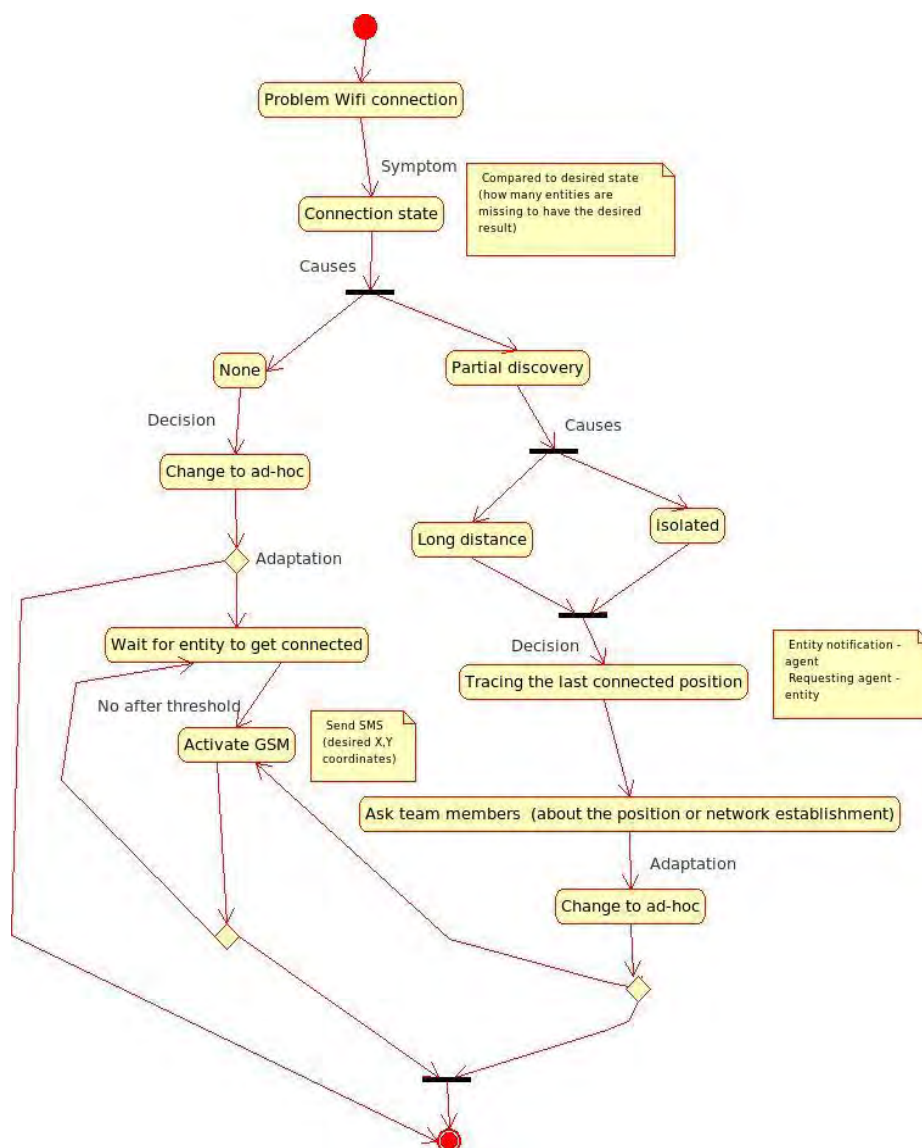 Problem Wifi connection
Symptom
Compared to desired state
(how many entities are
missing to have the desired
result)
Connection state
Causes
None
Partial discovery
Decision
Causes
Change to ad-hoc
Long distance
isolated
Adaptation
Wait for entity to get connected
Decision
Entity notification -
agent
Requesting agent -
entity
Tracing the last connected position
No after threshold
Send SMS
(desired X,Y
coordinates)
Activate GSM
Ask team members (about the position or network establishment)
Adaptation
Change to ad-hoc